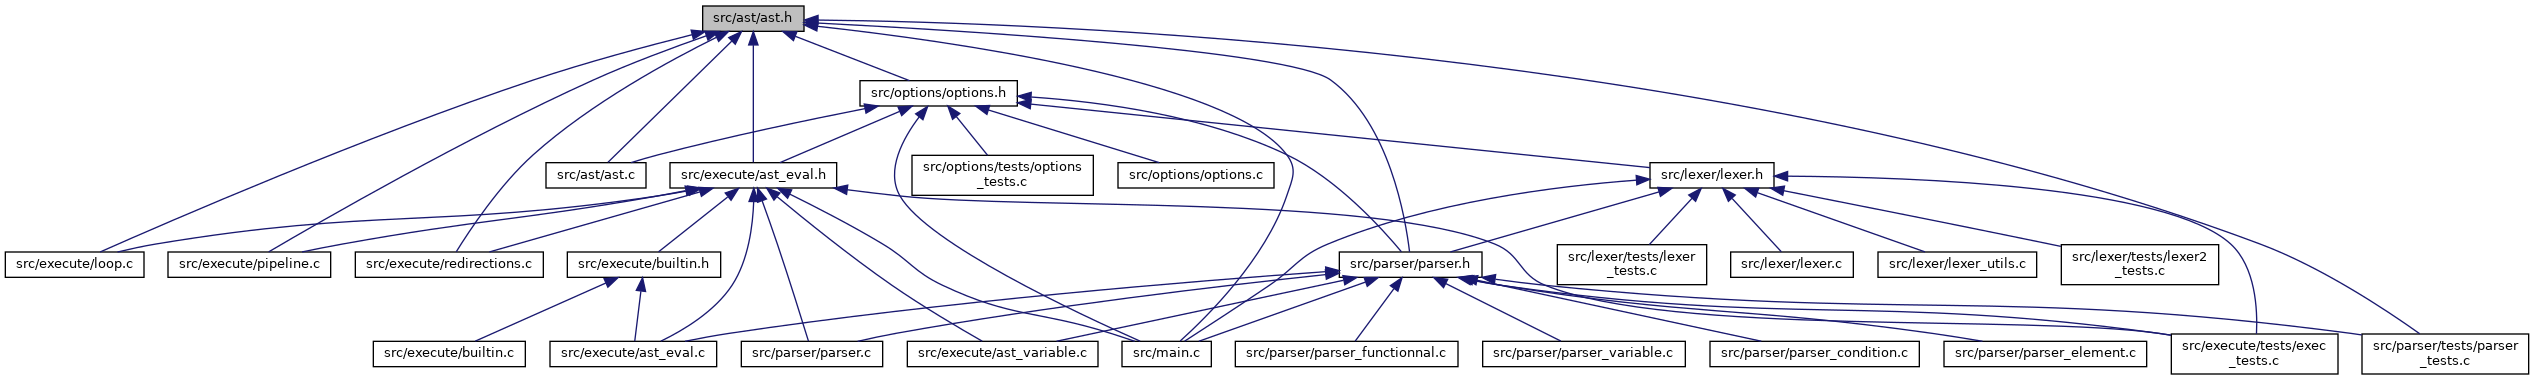 src/ast/ast.h
src/options/options.h
src/ast/ast.c
src/execute/ast_eval.h
src/options/tests/options
_tests.c
src/options/options.c
src/lexer/lexer.h
src/execute/loop.c
src/execute/pipeline.c
src/execute/redirections.c
src/execute/builtin.h
src/parser/parser.h
src/lexer/tests/lexer
_tests.c
src/lexer/lexer.c
src/lexer/lexer_utils.c
src/lexer/tests/lexer2
_tests.c
src/execute/builtin.c
src/execute/ast_eval.c
src/parser/parser.c
src/execute/ast_variable.c
src/main.c
src/parser/parser_functionnal.c
src/parser/parser_variable.c
src/parser/parser_condition.c
src/parser/parser_element.c
src/execute/tests/exec
_tests.c
src/parser/tests/parser
_tests.c